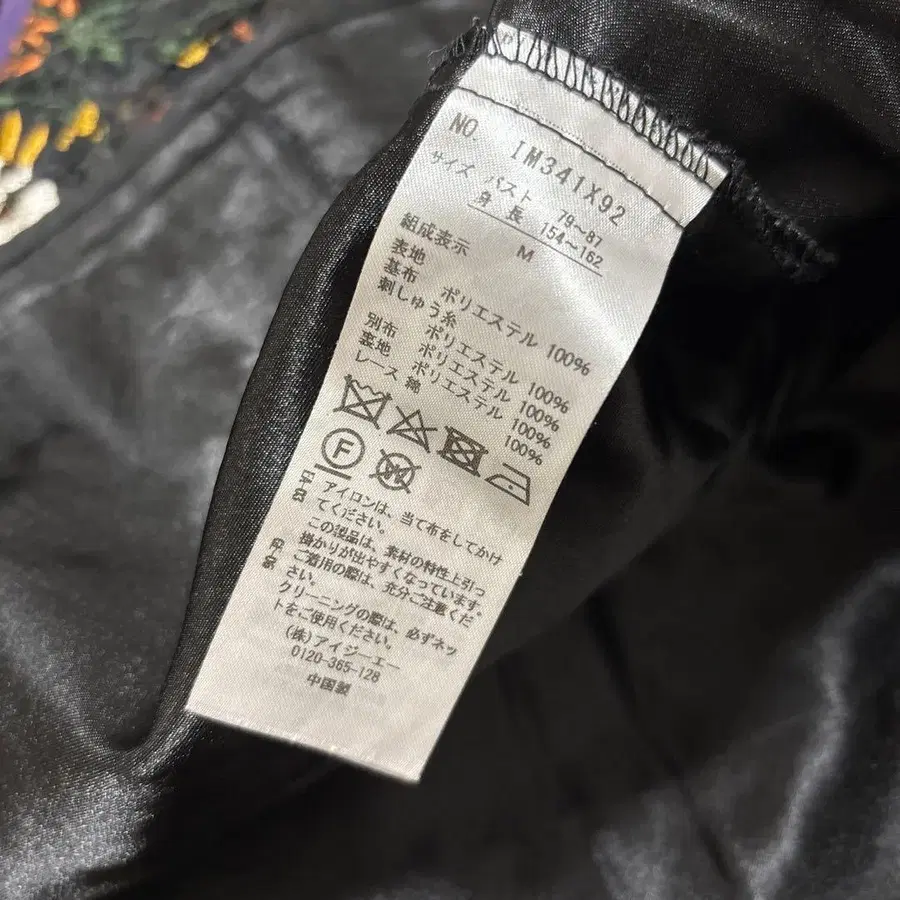 NO. IM341X92
サイズ バスト 79~87
身長 154~162
M
組成表示
表地
基布 ポリエステル 100%
刺しゅう糸
ポリエステル 100%
別布 ポリエステル 100%
裏地 ポリエステル 100%
レース 綿 100%
F
W
アイロンは、当て布をしてかけ
てください。
この製品は、素材の特性上引っ
掛かりが出やすくなっています。
ご着用の際は、充分ご注意くだ
さい。
クリーニングの際は、必ずネッ
トをご使用ください。
(株)アイジーエー
0120-365-128
中国製